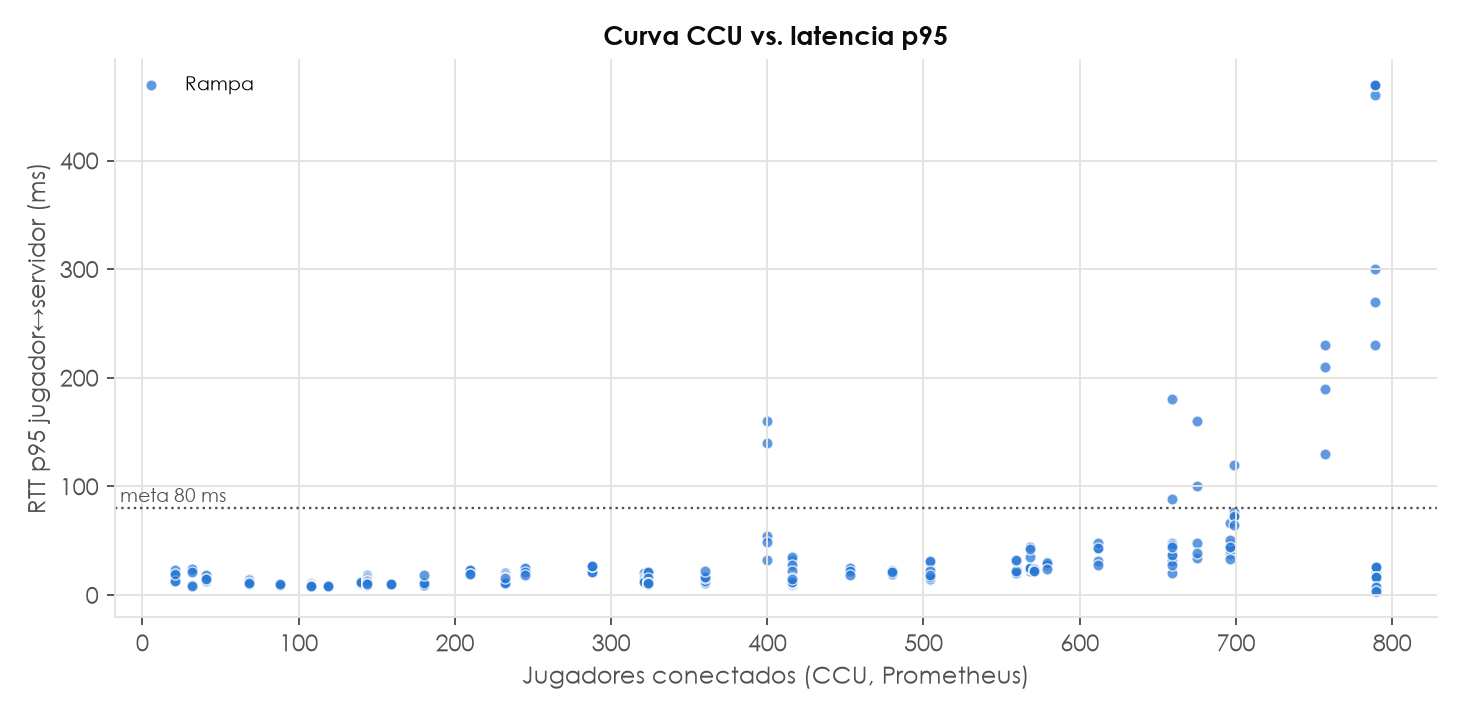 Curva CCU vs. latencia p95
Rampa
RTT p95 jugador↔servidor (ms)
400
300
200
100
0
meta 80 ms
0 100 200 300 400 500 600 700 800
Jugadores conectados (CCU, Prometheus)